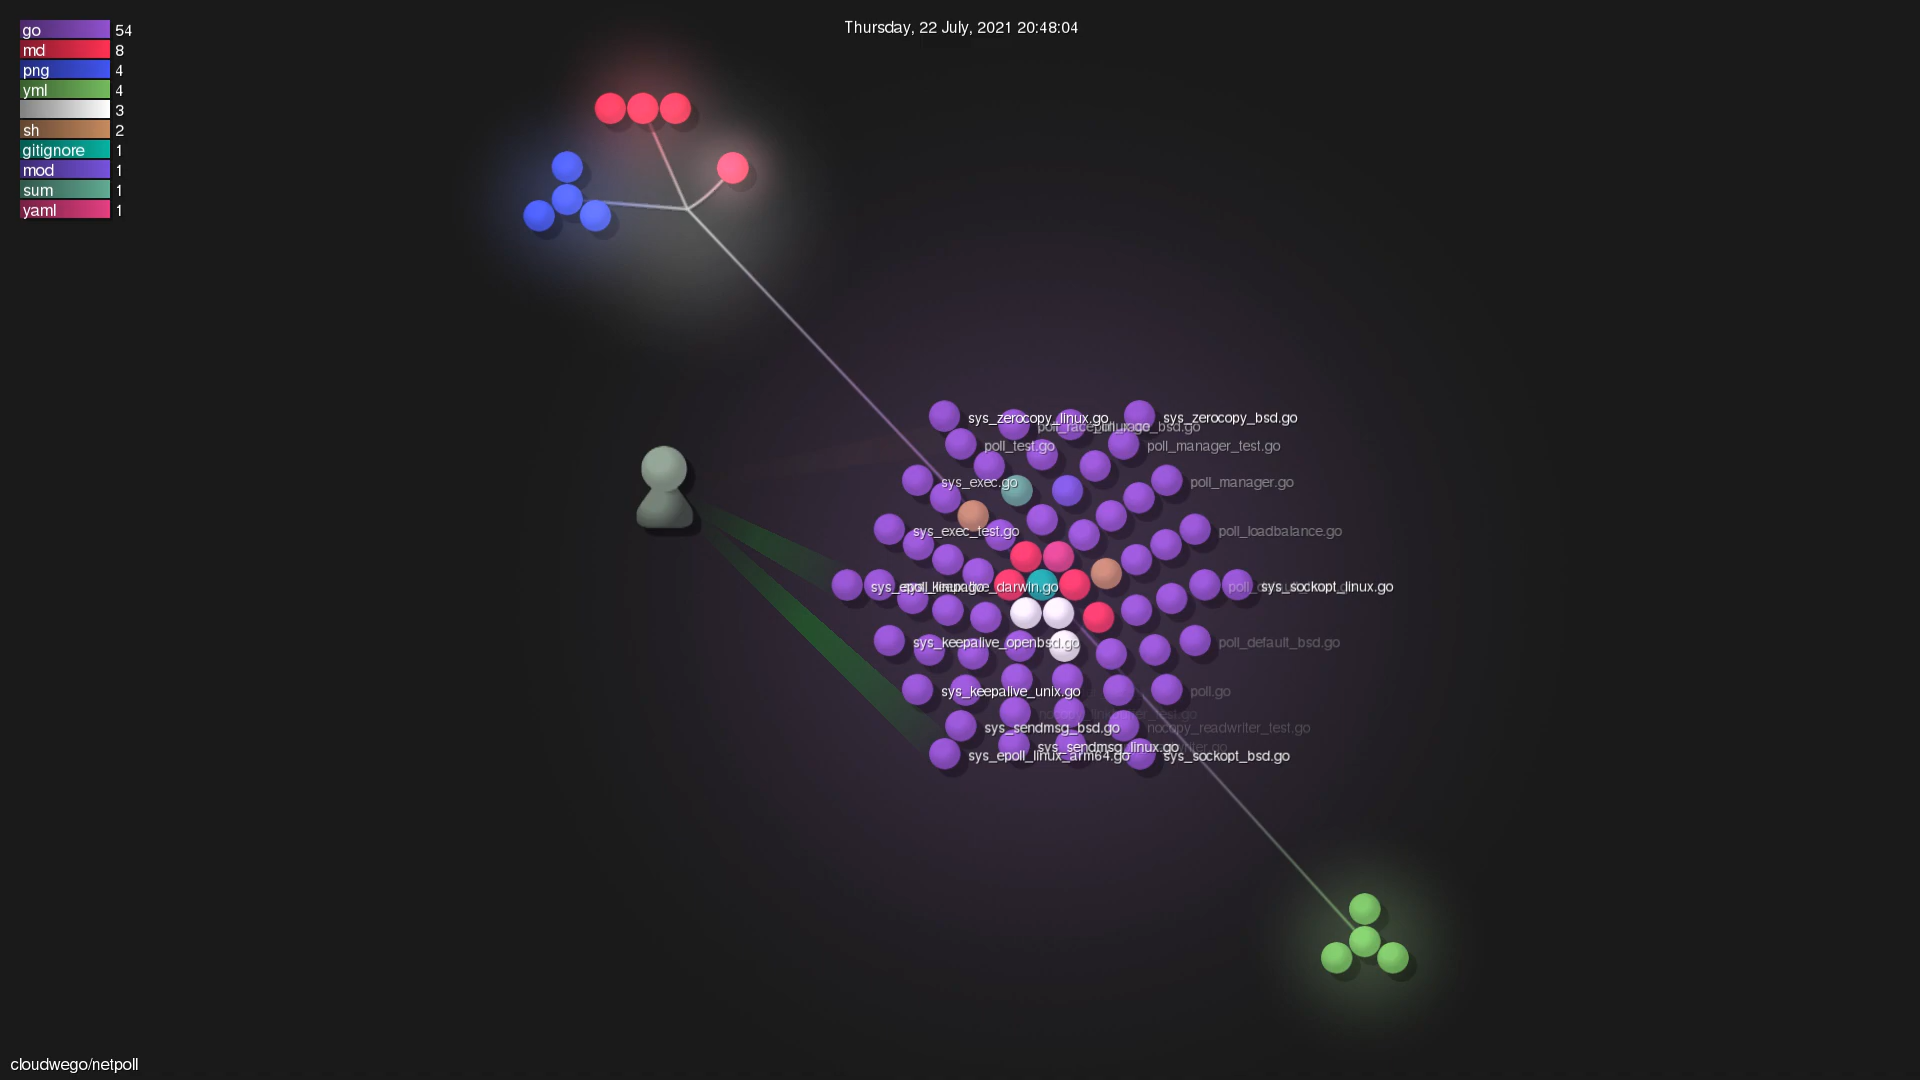 Thursday, 22 July, 2021 20:48:04
go 54
md 8
png 4
yml 4
3
sh 2
gitignore 1
mod 1
sum 1
yaml 1
sys_zerocopy_linux.go
sys_zerocopy_bsd.go
poll_test.go
poll_manager_test.go
sys_exec.go
poll_manager.go
sys_exec_test.go
poll_loadbalance.go
sys_sockopt_linux.go
sys_keepalive_openbsd.go
poll_default_bsd.go
sys_keepalive_unix.go
poll.go
sys_sendmsg_bsd.go
nocopy_readwriter_test.go
sys_sendmsg_linux.go
sys_epoll_linux_arm64.go
sys_sockopt_bsd.go
cloudwego/netpoll